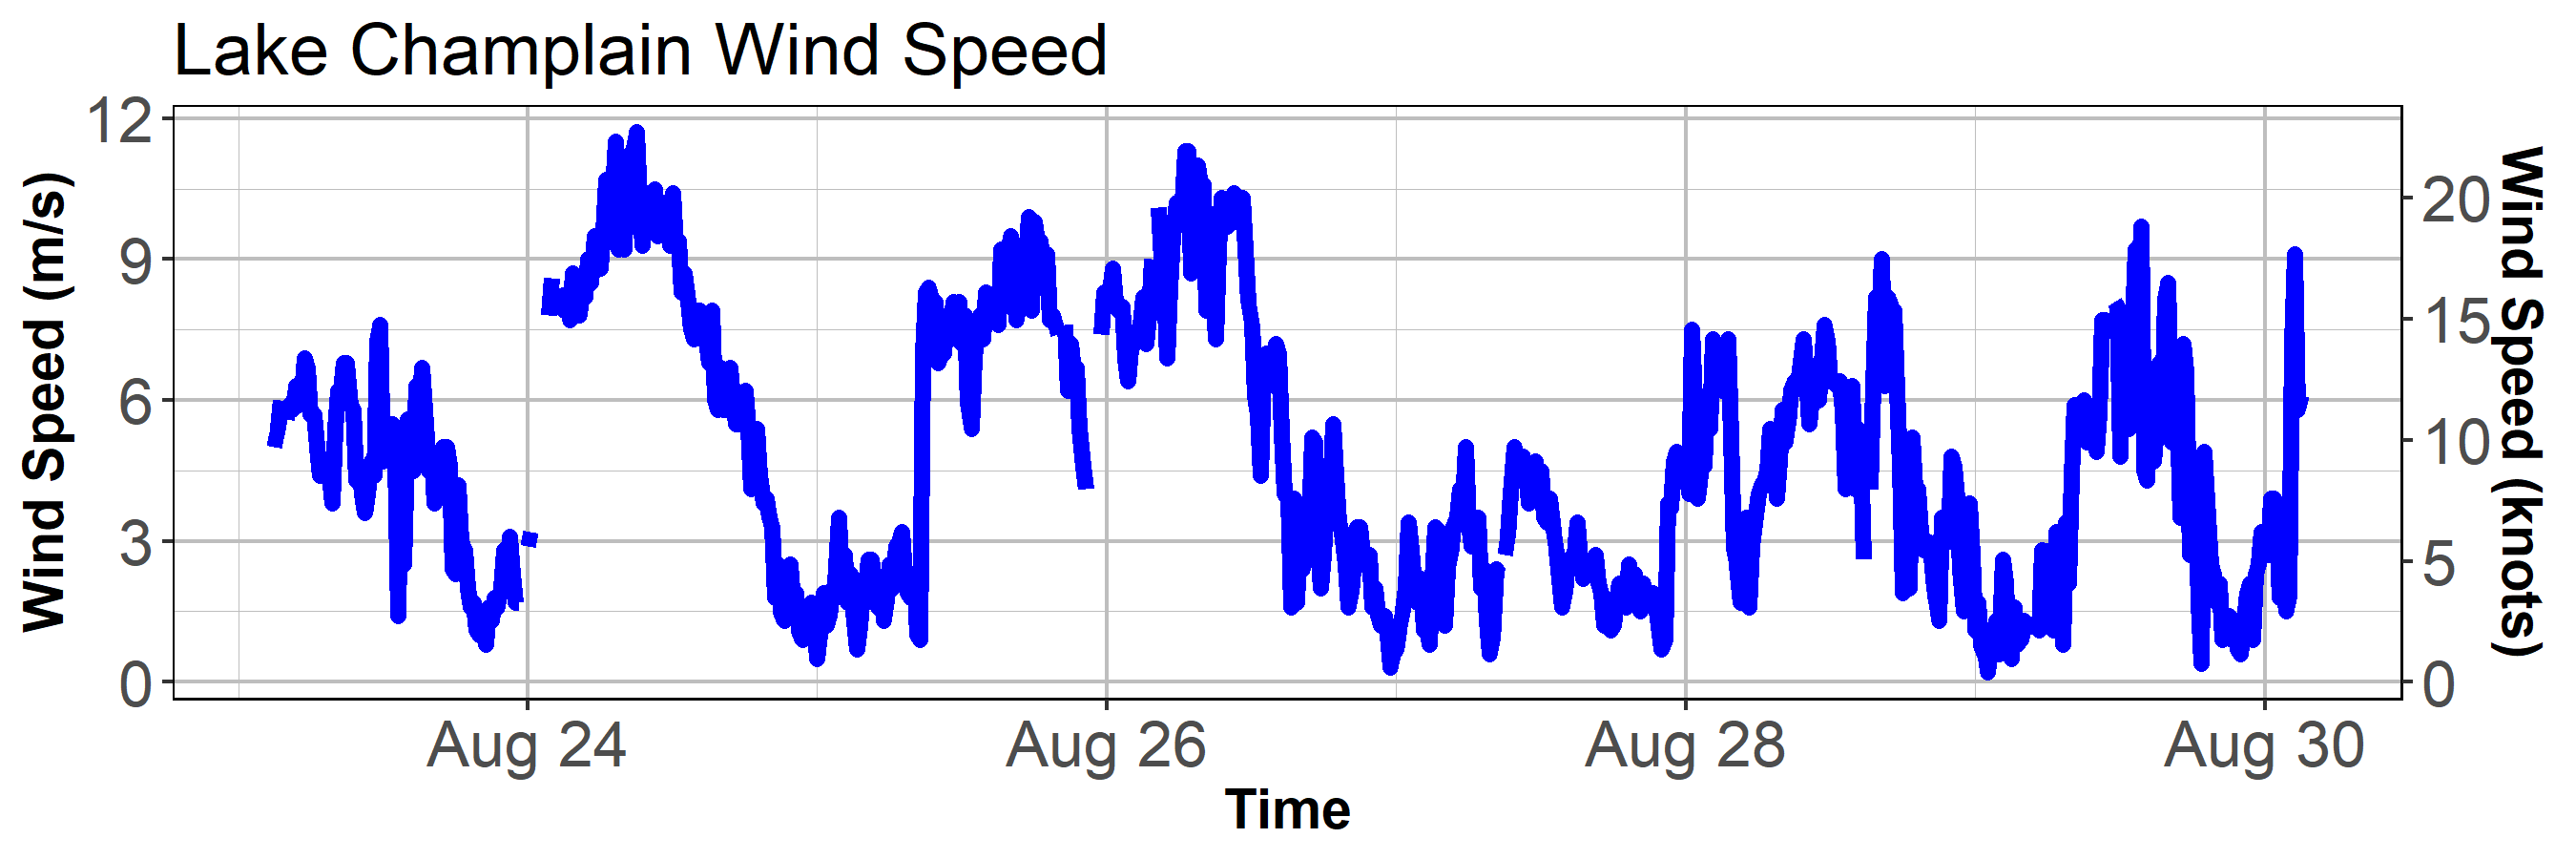 Lake Champlain Wind Speed
Wind Speed (m/s)
12
9
6
3
0
20
15
10
5
0
Wind Speed (knots)
Aug 24 Aug 26 Aug 28 Aug 30
Time